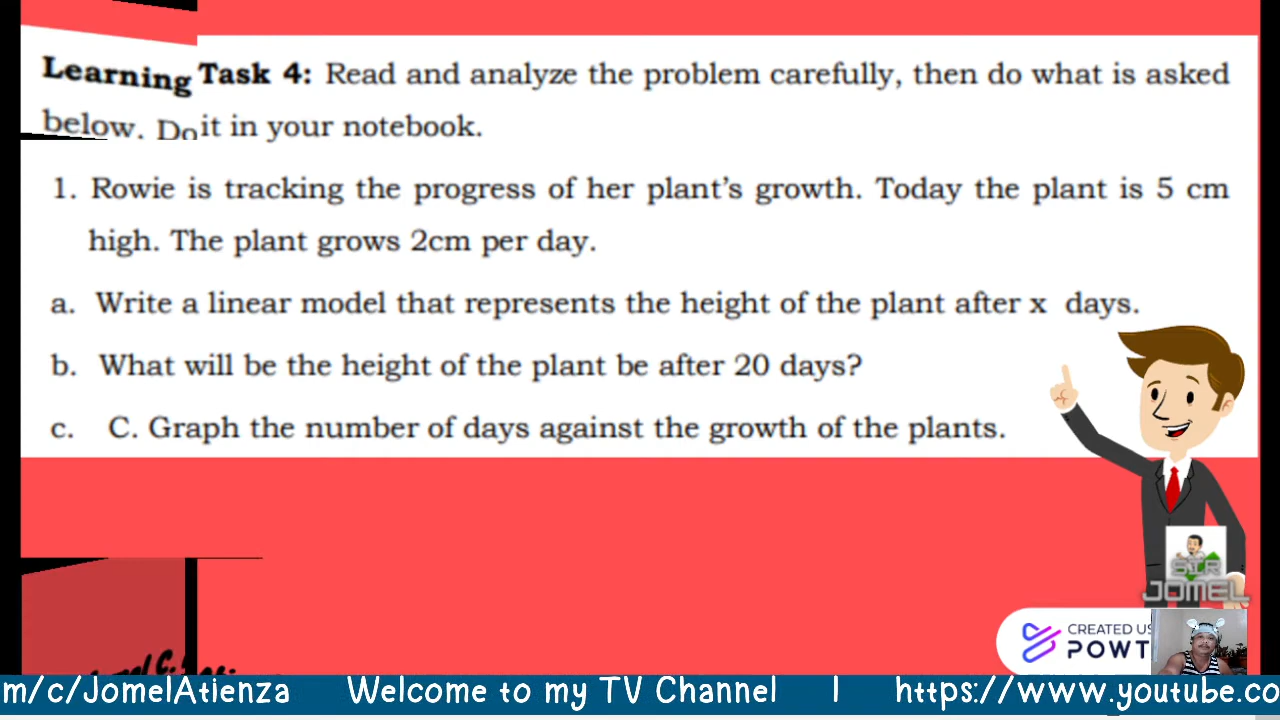 Learning Task 4: Read and analyze the problem carefully, then do what is asked
below. Do it in your notebook.
1. Rowie is tracking the progress of her plant's growth. Today the plant is 5 cm
high. The plant grows 2cm per day.
a. Write a linear model that represents the height of the plant after x days.
b. What will be the height of the plant be after 20 days?
c. C. Graph the number of days against the growth of the plants.
SIR
JOMEL
CREATED US
POWT
m/c/JomelAtienza Welcome to my TV Channel | https://www.youtube.co